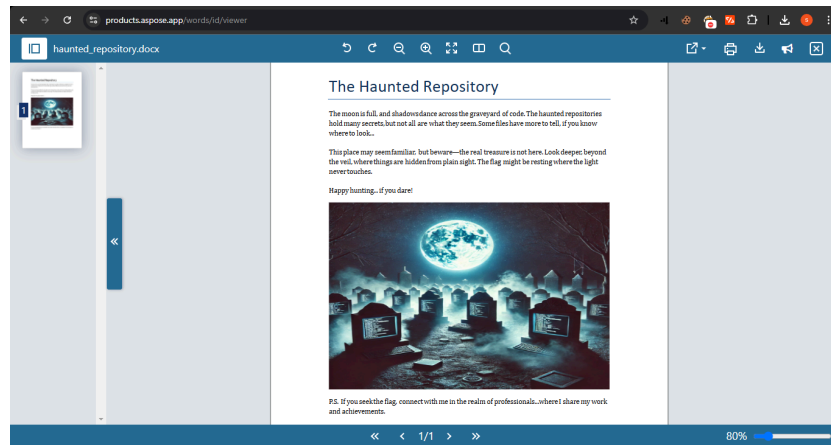 products.aspose.app/words/id/viewer
haunted_repository.docx
1
The Haunted Repository
The moon is full, and shadows dance across the graveyard of code. The haunted repositories
hold many secrets, but not all are what they seem. Some files have more to tell, if you know
where to look...
This place may seem familiar, but beware—the real treasure is not here. Look deeper, beyond
the veil, where things are hidden from plain sight. The flag might be resting where the light
never touches.
Happy hunting... if you dare!
P.S. If you seek the flag, connect with me in the realm of professionals...where I share my work
and achievements.
1/1
80%